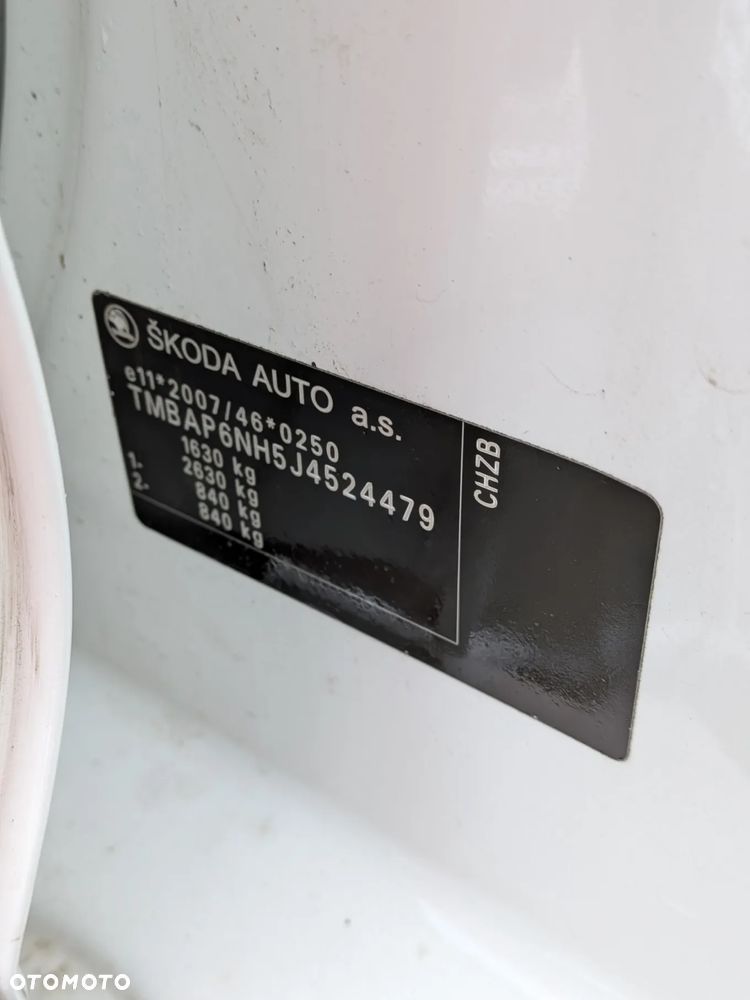 ŠKODA AUTO a.s.
e11*2007/46*0250
TMBAP6NH5J4524479
1630 kg
2630 kg
1- 840 kg
2- 840 kg
CHZB
OTOMOTO